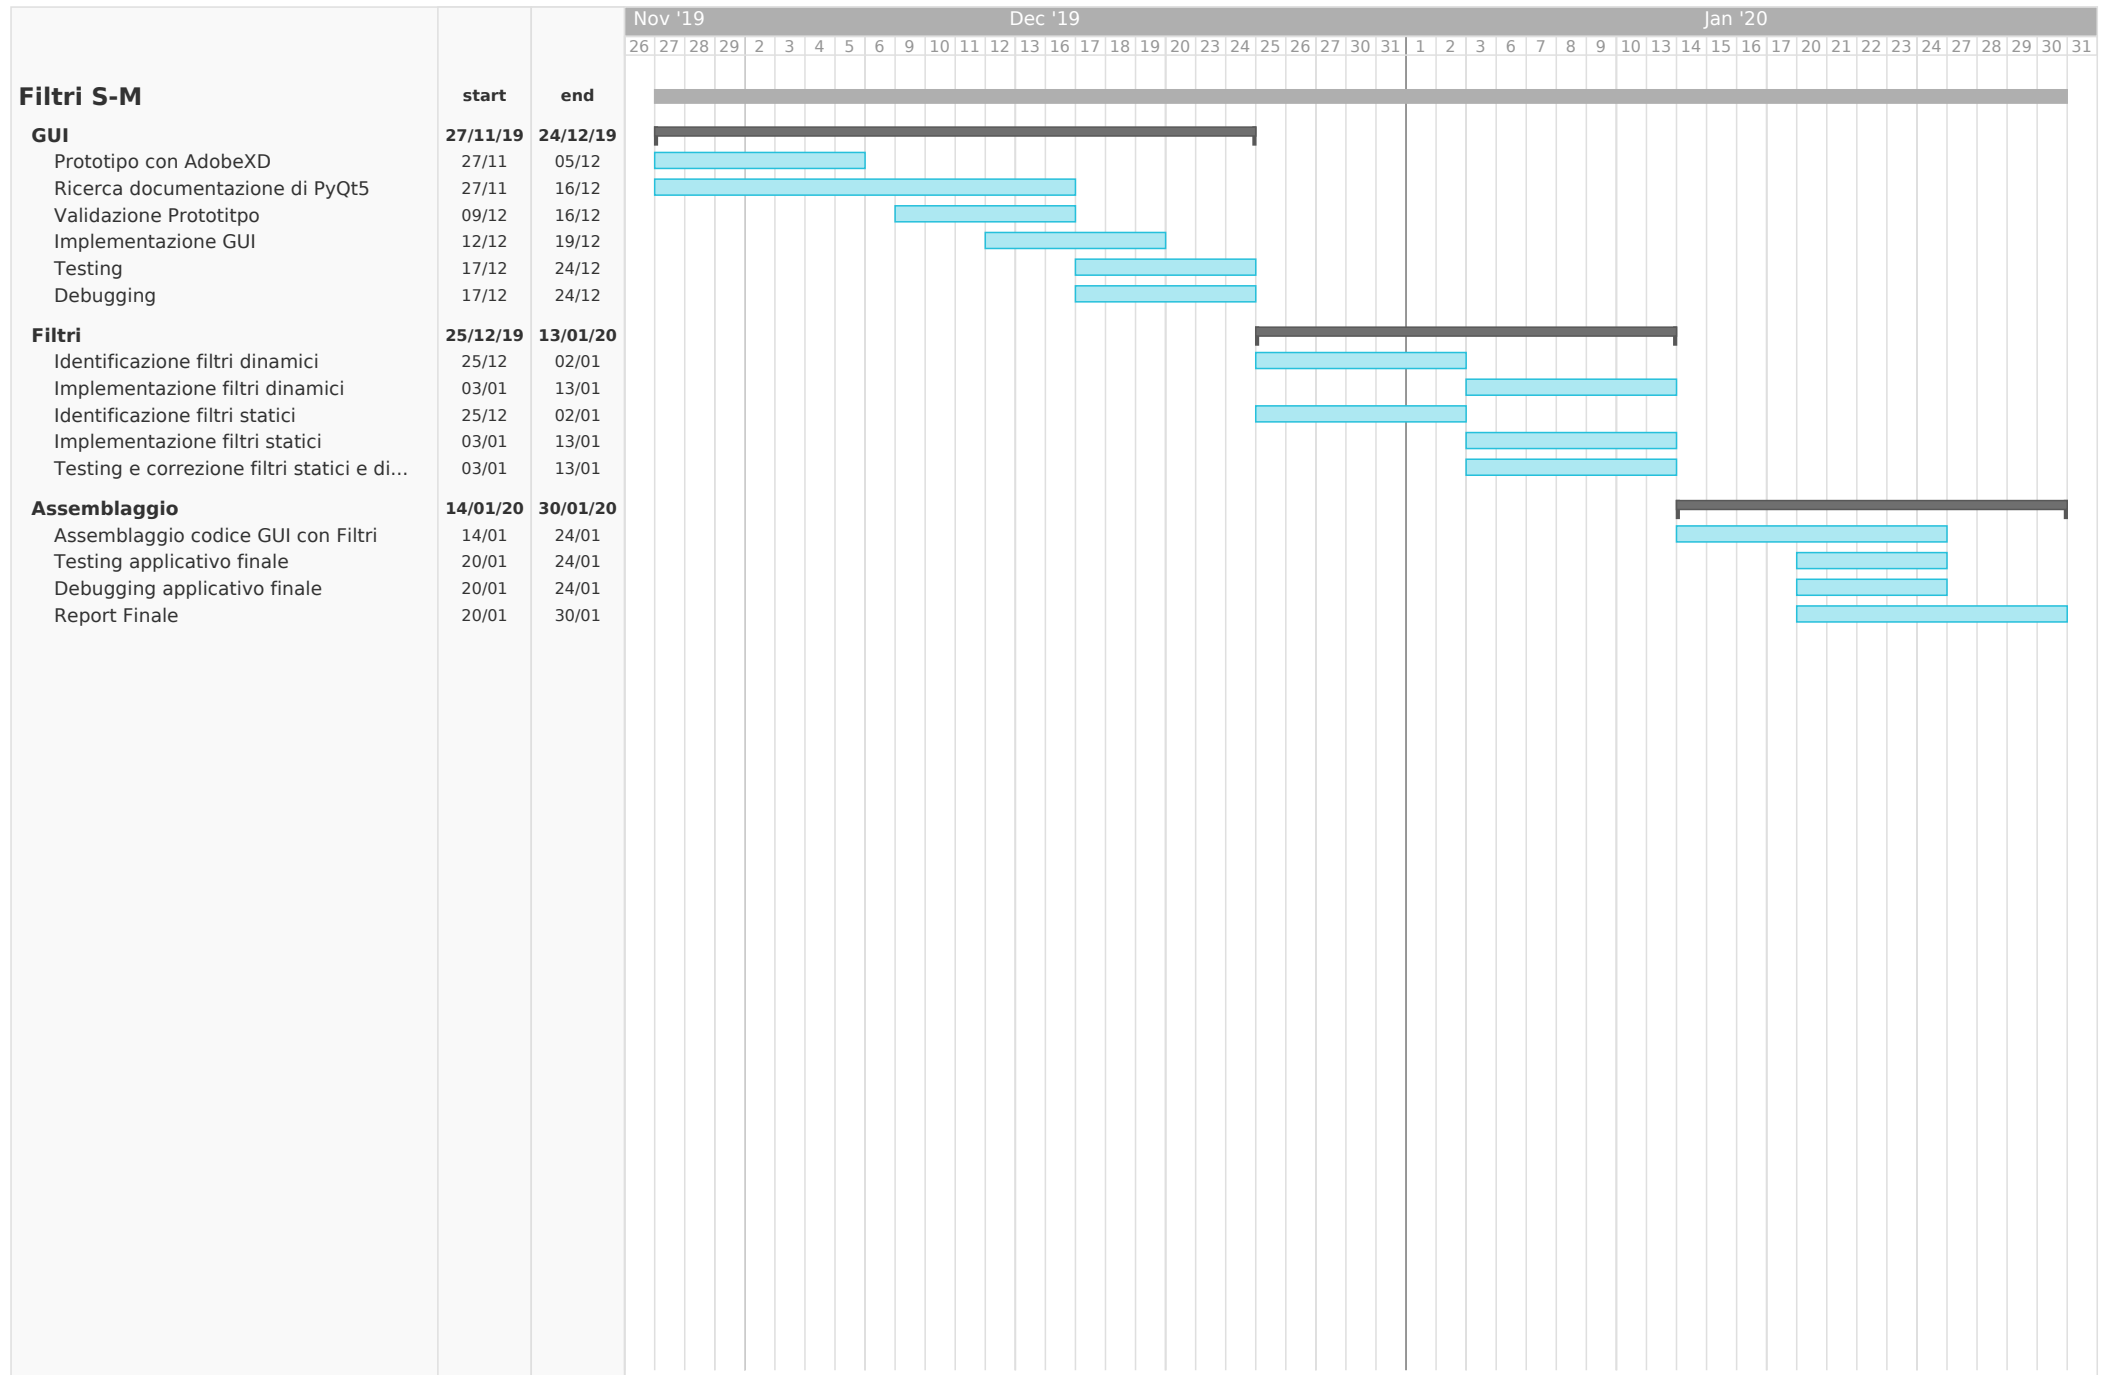 Nov '19 Dec '19 Jan '20
26 27 28 29 2 3 4 5 6 9 10 11 12 13 16 17 18 19 20 23 24 25 26 27 30 31 1 2 3 6 7 8 9 10 13 14 15 16 17 20 21 22 23 24 27 28 29 30 31
Filtri S-M start end
GUI 27/11/19 24/12/19
Prototipo con AdobeXD 27/11 05/12
Ricerca documentazione di PyQt5 27/11 16/12
Validazione Prototitpo 09/12 16/12
Implementazione GUI 12/12 19/12
Testing 17/12 24/12
Debugging 17/12 24/12
Filtri 25/12/19 13/01/20
Identificazione filtri dinamici 25/12 02/01
Implementazione filtri dinamici 03/01 13/01
Identificazione filtri statici 25/12 02/01
Implementazione filtri statici 03/01 13/01
Testing e correzione filtri statici e di... 03/01 13/01
Assemblaggio 14/01/20 30/01/20
Assemblaggio codice GUI con Filtri 14/01 24/01
Testing applicativo finale 20/01 24/01
Debugging applicativo finale 20/01 24/01
Report Finale 20/01 30/01